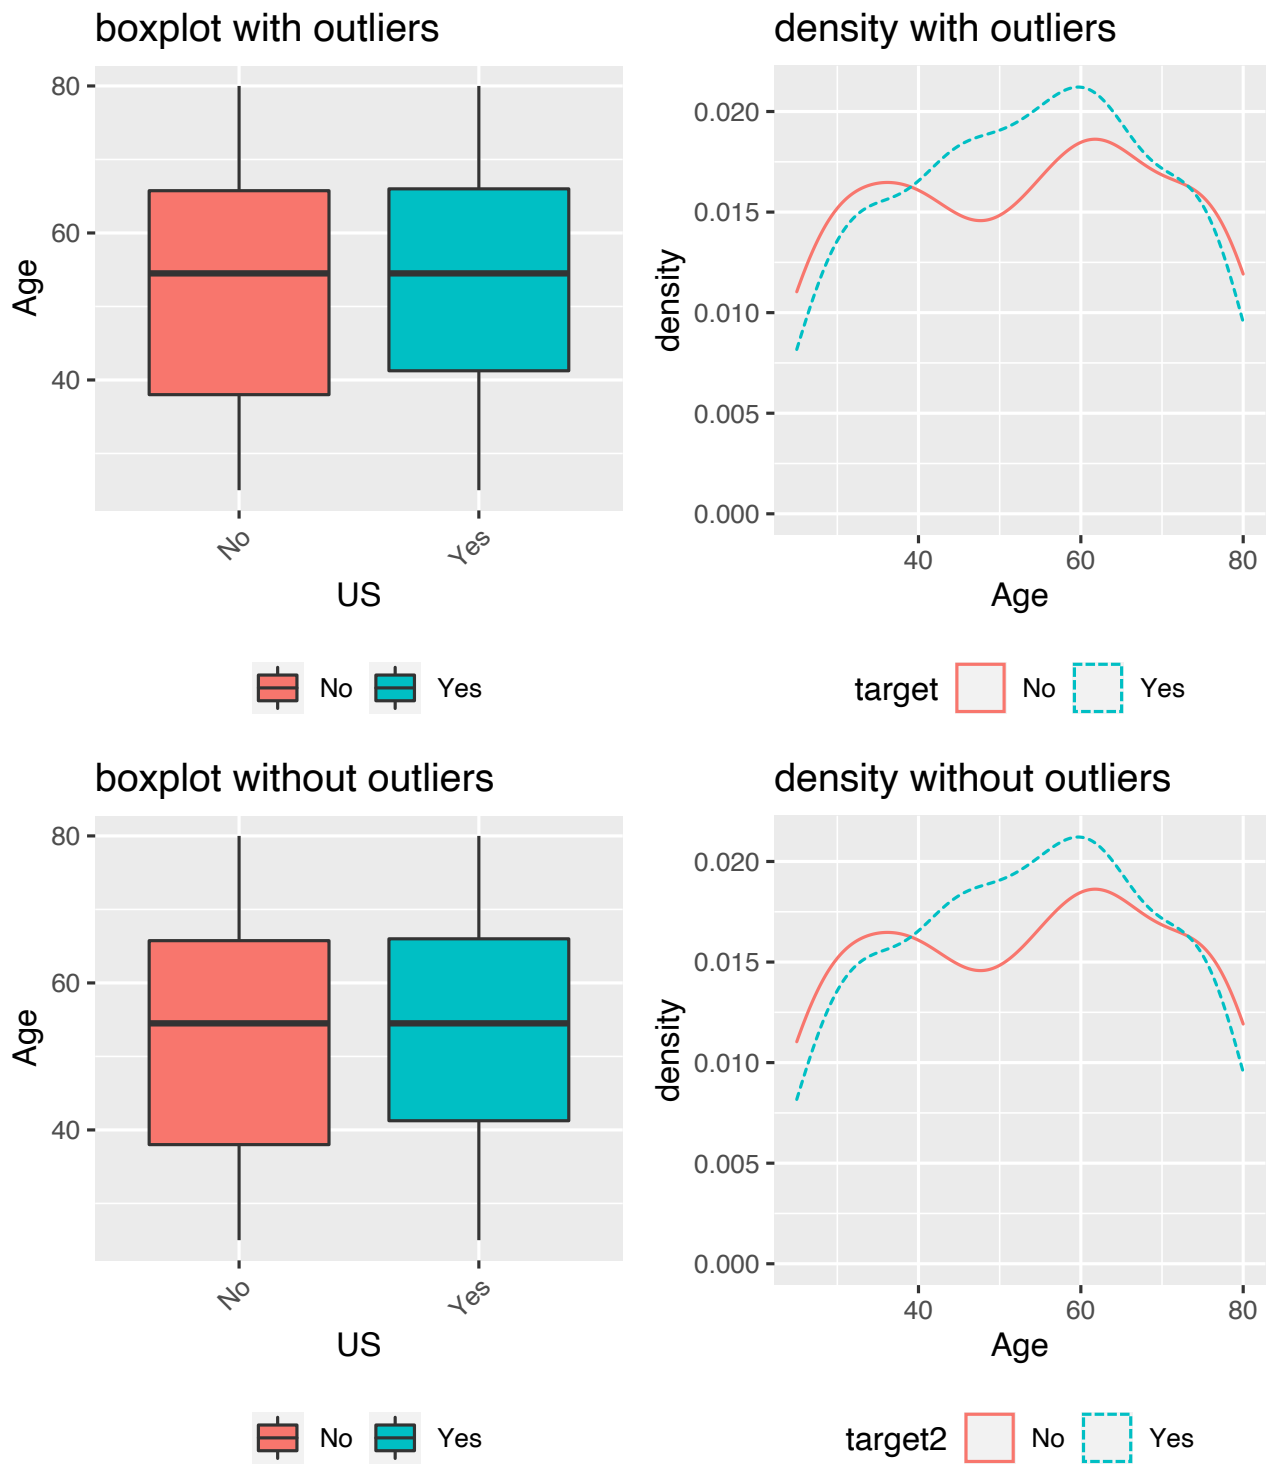 boxplot with outliers
80
60
40
Age
No
Yes
US
No Yes
density with outliers
0.020
0.015
0.010
0.005
0.000
density
40 60 80
Age
target No Yes
boxplot without outliers
80
60
40
Age
No
Yes
US
No Yes
density without outliers
0.020
0.015
0.010
0.005
0.000
density
40 60 80
Age
target2 No Yes